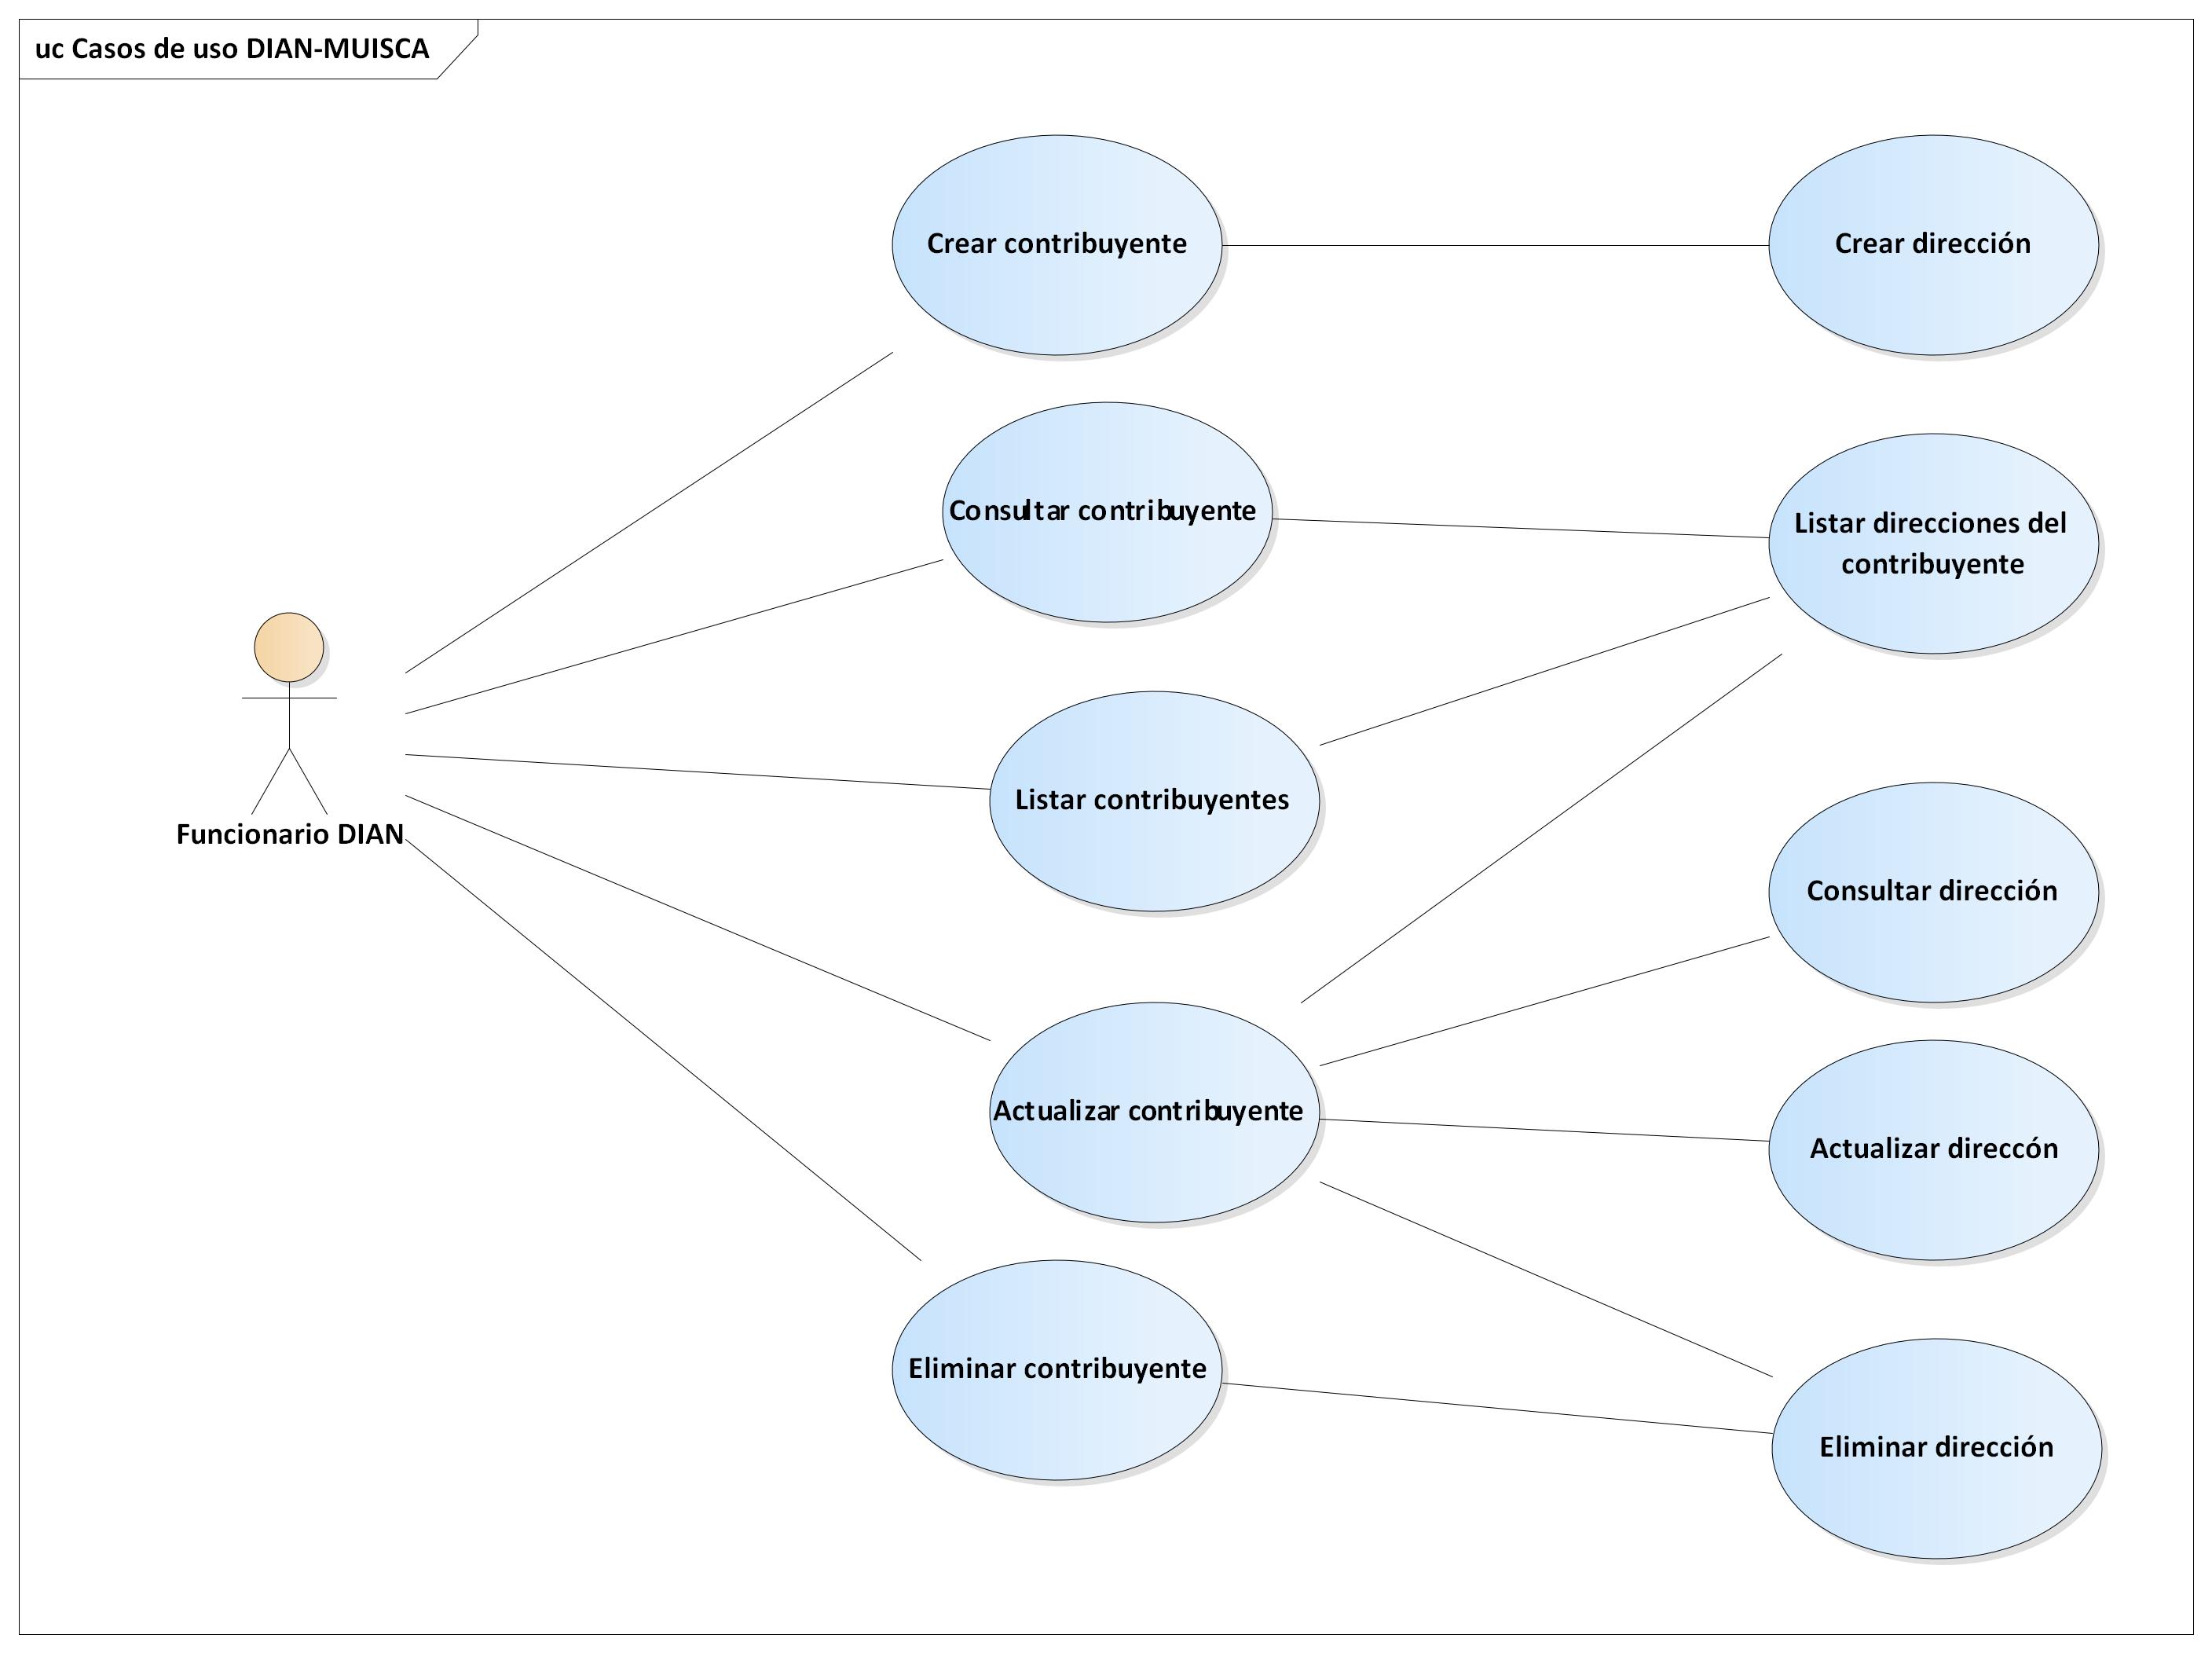 uc Casos de uso DIAN-MUISCA
Crear contribuyente
Crear dirección
Consultar contribuyente
Listar direcciones del
contribuyente
Listar contribuyentes
Funcionario DIAN
Consultar dirección
Actualizar contribuyente
Actualizar direccón
Eliminar contribuyente
Eliminar dirección